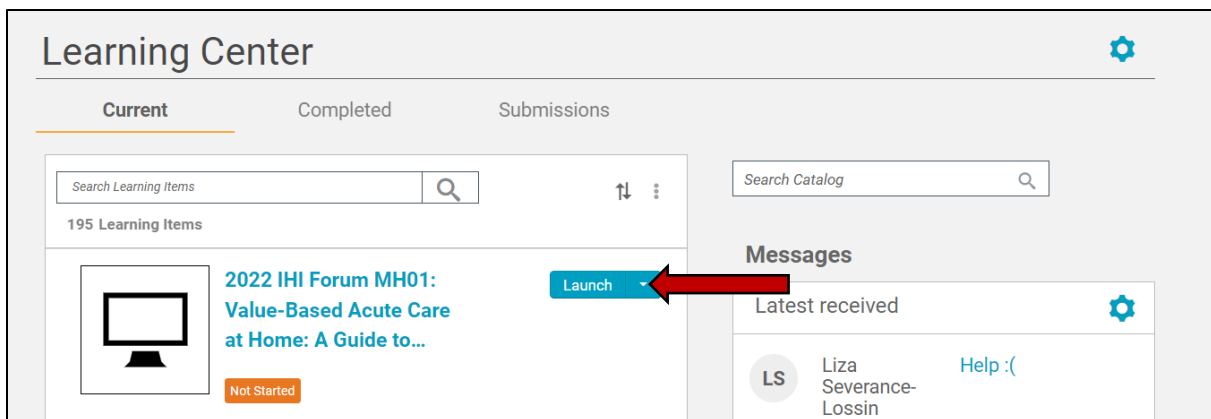 Learning Center
Current Completed Submissions
Search Learning Items
195 Learning Items
2022 IHI Forum MH01:
Value-Based Acute Care
at Home: A Guide to...
Launch
Not Started
Search Catalog
Messages
Latest received
LS
Liza
Severance-
Lossin
Help :(